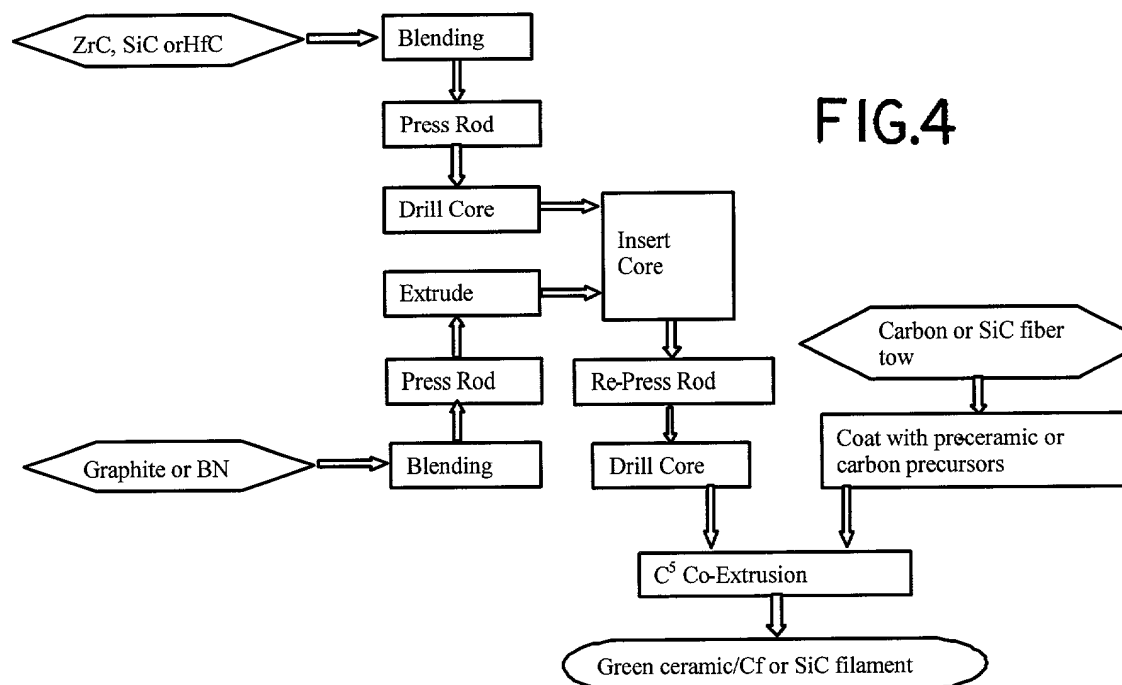 ZrC, SiC orHfC
Blending
FIG.4
Press Rod
Drill Core
Insert
Core
Extrude
Carbon or SiC fiber
tow
Press Rod
Re-Press Rod
Coat with preceramic or
carbon precursors
Graphite or BN
Blending
Drill Core
C⁵ Co-Extrusion
Green ceramic/Cf or SiC filament